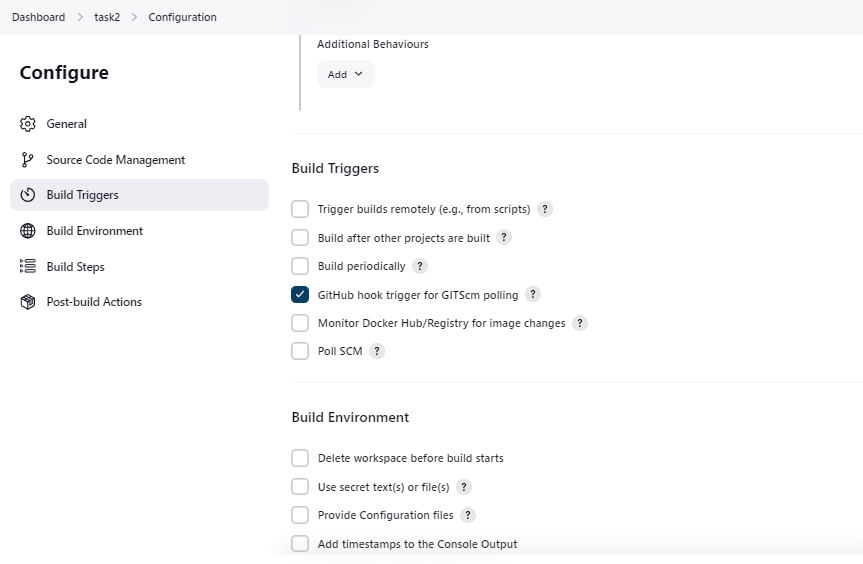 Dashboard > task2 > Configuration
Configure
General
Source Code Management
Build Triggers
Build Environment
Build Steps
Post-build Actions
Additional Behaviours
Add
Build Triggers
Trigger builds remotely (e.g., from scripts) ?
Build after other projects are built ?
Build periodically ?
GitHub hook trigger for GITScm polling ?
Monitor Docker Hub/Registry for image changes ?
Poll SCM ?
Build Environment
Delete workspace before build starts
Use secret text(s) or file(s) ?
Provide Configuration files ?
Add timestamps to the Console Output